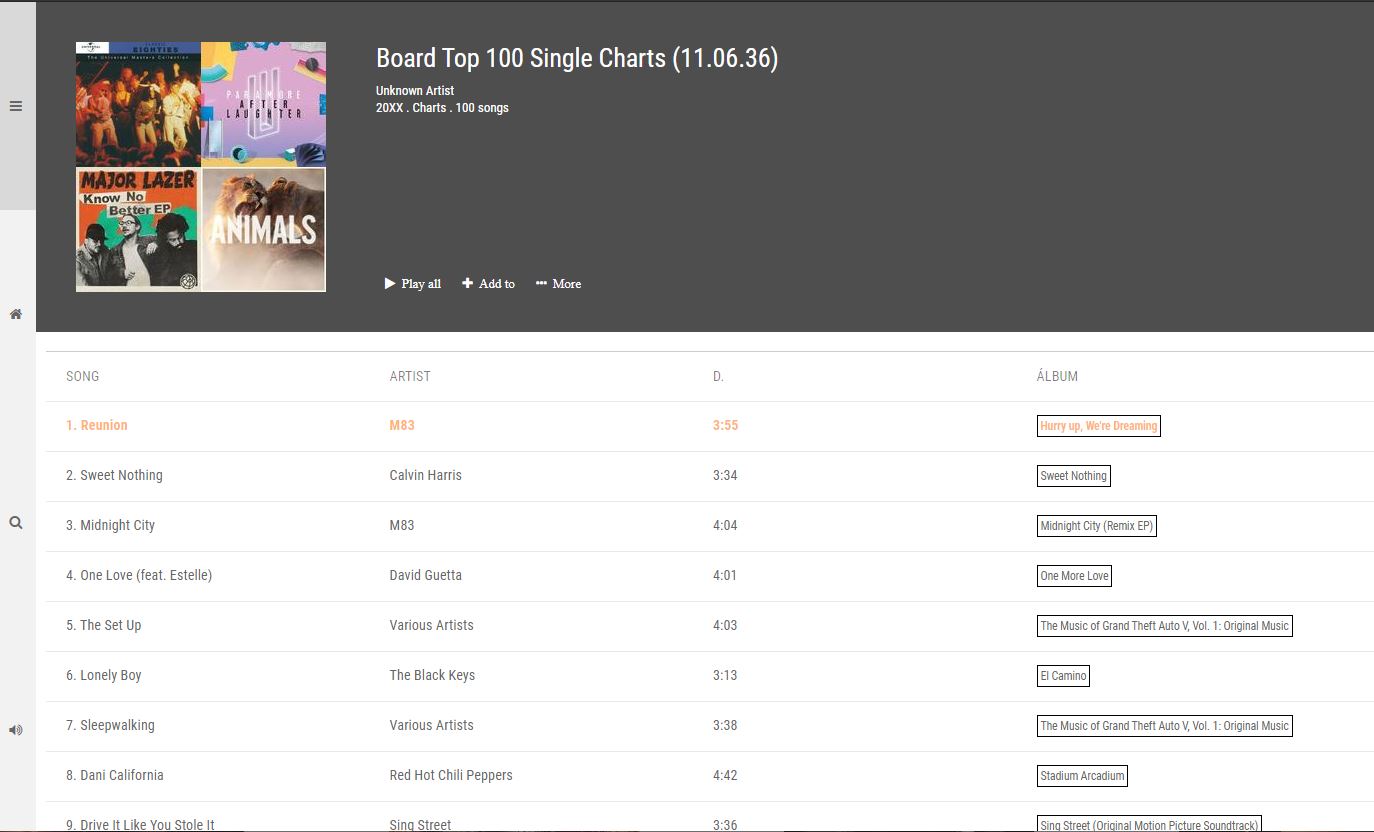 CLASSIC
EIGHTIES
The Universal Masters Collection
PARAMORE
AFTER
LAUGHTER
MAJOR LAZER
Know No
Better EP
ANIMALS
Board Top 100 Single Charts (11.06.36)
Unknown Artist
20XX . Charts . 100 songs
Play all Add to More
SONG ARTIST D. ÁLBUM
1. Reunion M83 3:55 Hurry up, We're Dreaming
2. Sweet Nothing Calvin Harris 3:34 Sweet Nothing
3. Midnight City M83 4:04 Midnight City (Remix EP)
4. One Love (feat. Estelle) David Guetta 4:01 One More Love
5. The Set Up Various Artists 4:03 The Music of Grand Theft Auto V, Vol. 1: Original Music
6. Lonely Boy The Black Keys 3:13 El Camino
7. Sleepwalking Various Artists 3:38 The Music of Grand Theft Auto V, Vol. 1: Original Music
8. Dani California Red Hot Chili Peppers 4:42 Stadium Arcadium
9. Drive It Like You Stole It Sing Street 3:36 Sing Street (Original Motion Picture Soundtrack)